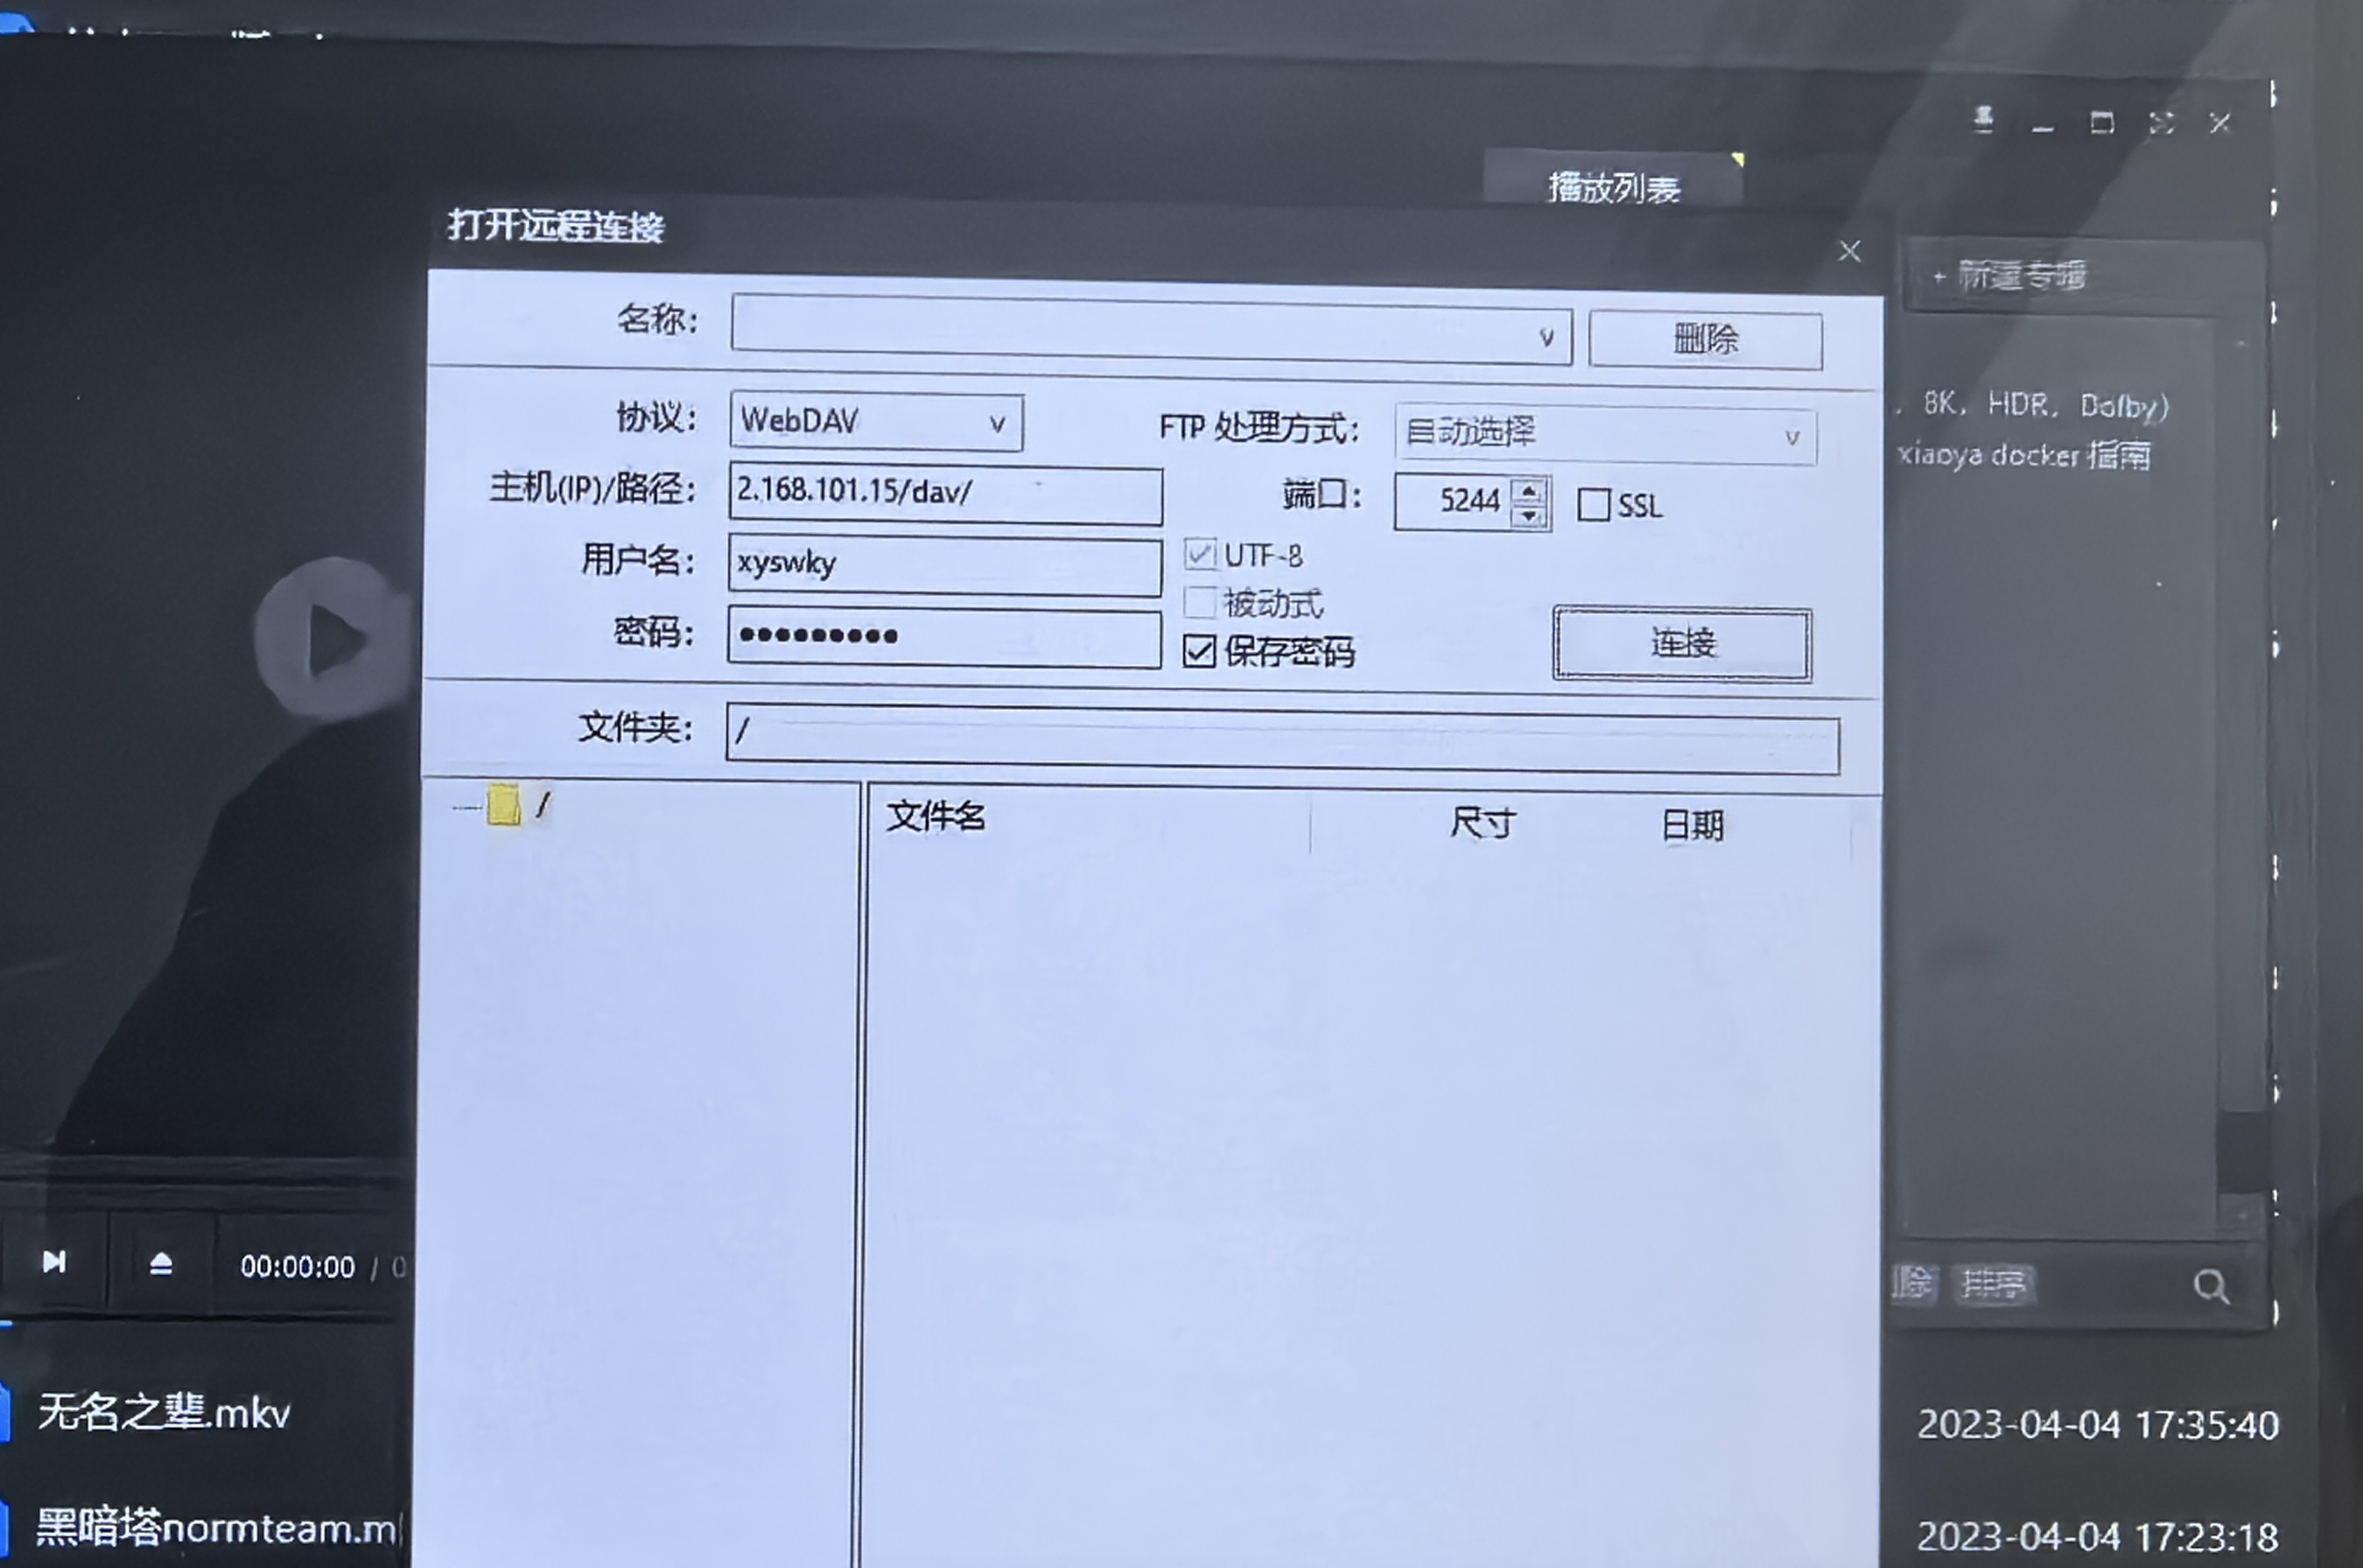 播放列表
打开远程连接
+ 新建专辑
名称：
删除
, 8K, HDR, Dolby)
协议： WebDAV FTP 处理方式： 自动选择
xiaoya docker 指南
主机(IP)/路径： 2.168.101.15/dav/ 端口： 5244 SSL
用户名： xyswky UTF-8
被动式
密码： ●●●●●●●●● 保存密码 连接
文件夹： /
/ 文件名 尺寸 日期
00:00:00 / 0
除 排序
无名之辈.mkv 2023-04-04 17:35:40
黑暗塔normteam.m 2023-04-04 17:23:18